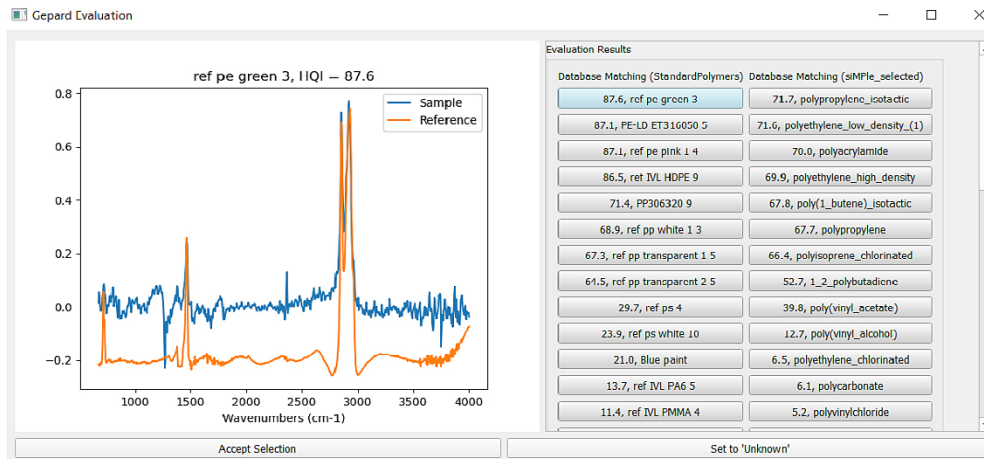 Gepard Evaluation
ref pe green 3, HQI = 87.6
Sample
Reference
0.8
0.6
0.4
0.2
0.0
−0.2
1000 1500 2000 2500 3000 3500 4000
Wavenumbers (cm-1)
Evaluation Results
Database Matching (StandardPolymers) Database Matching (siMPle_selected)
87.6, ref pe green 3 71.7, polypropylene_isotactic
87.1, PE-LD ET316050 5 71.6, polyethylene_low_density_(1)
87.1, ref pe pink 1 4 70.0, polyacrylamide
86.5, ref IVL HDPE 9 69.9, polyethylene_high_density
71.4, PP306320 9 67.8, poly(1_butene)_isotactic
68.9, ref pp white 1 3 67.7, polypropylene
67.3, ref pp transparent 1 5 66.4, polyisoprene_chlorinated
64.5, ref pp transparent 2 5 52.7, 1_2_polybutadiene
29.7, ref ps 4 39.8, poly(vinyl_acetate)
23.9, ref ps white 10 12.7, poly(vinyl_alcohol)
21.0, Blue paint 6.5, polyethylene_chlorinated
13.7, ref IVL PA6 5 6.1, polycarbonate
11.4, ref IVL PMMA 4 5.2, polyvinylchloride
Accept Selection Set to 'Unknown'